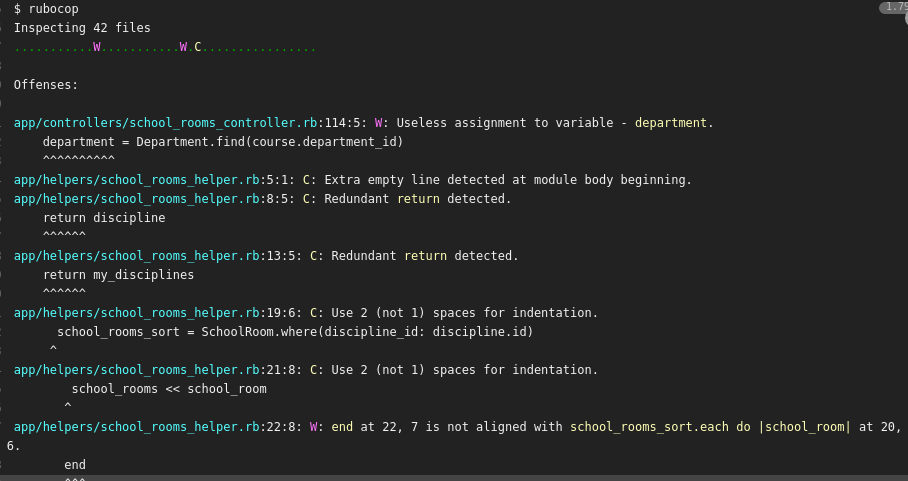 $ rubocop
Inspecting 42 files
...........W...........W.C................
Offenses:
app/controllers/school_rooms_controller.rb:114:5: W: Useless assignment to variable - department.
department = Department.find(course.department_id)
^^^^^^^^^^
app/helpers/school_rooms_helper.rb:5:1: C: Extra empty line detected at module body beginning.
app/helpers/school_rooms_helper.rb:8:5: C: Redundant return detected.
return discipline
^^^^^^
app/helpers/school_rooms_helper.rb:13:5: C: Redundant return detected.
return my_disciplines
^^^^^^
app/helpers/school_rooms_helper.rb:19:6: C: Use 2 (not 1) spaces for indentation.
school_rooms_sort = SchoolRoom.where(discipline_id: discipline.id)
^
app/helpers/school_rooms_helper.rb:21:8: C: Use 2 (not 1) spaces for indentation.
school_rooms << school_room
^
app/helpers/school_rooms_helper.rb:22:8: W: end at 22, 7 is not aligned with school_rooms_sort.each do |school_room| at 20,
6.
end
^^^